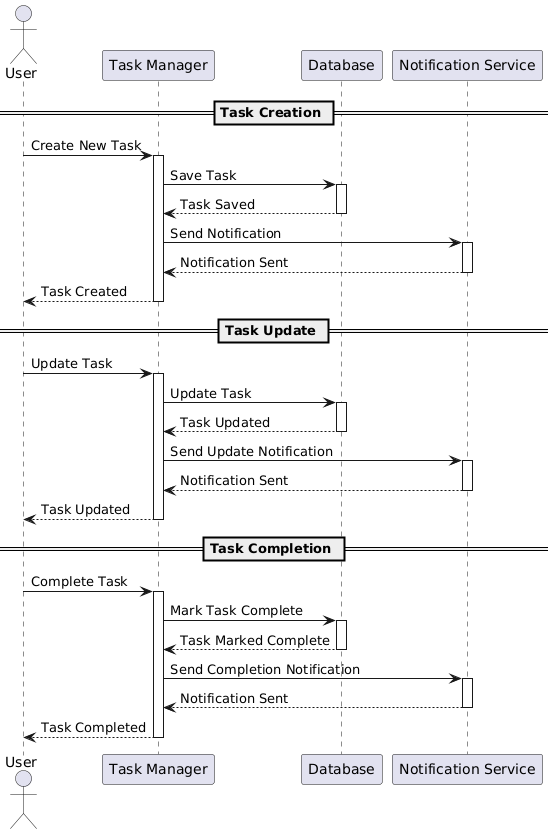 User
Task Manager
Database
Notification Service
Task Creation
Create New Task
Save Task
Task Saved
Send Notification
Notification Sent
Task Created
Task Update
Update Task
Update Task
Task Updated
Send Update Notification
Notification Sent
Task Updated
Task Completion
Complete Task
Mark Task Complete
Task Marked Complete
Send Completion Notification
Notification Sent
Task Completed
User
Task Manager
Database
Notification Service